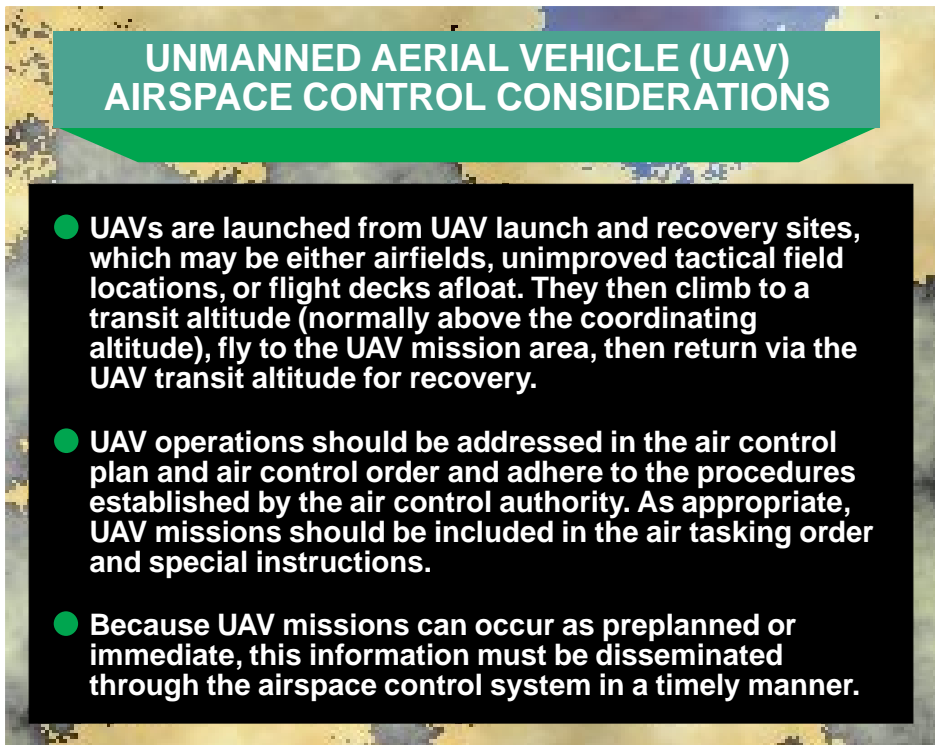 UNMANNED AERIAL VEHICLE (UAV)
AIRSPACE CONTROL CONSIDERATIONS
UAVs are launched from UAV launch and recovery sites,
which may be either airfields, unimproved tactical field
locations, or flight decks afloat. They then climb to a
transit altitude (normally above the coordinating
altitude), fly to the UAV mission area, then return via the
UAV transit altitude for recovery.
UAV operations should be addressed in the air control
plan and air control order and adhere to the procedures
established by the air control authority. As appropriate,
UAV missions should be included in the air tasking order
and special instructions.
Because UAV missions can occur as preplanned or
immediate, this information must be disseminated
through the airspace control system in a timely manner.